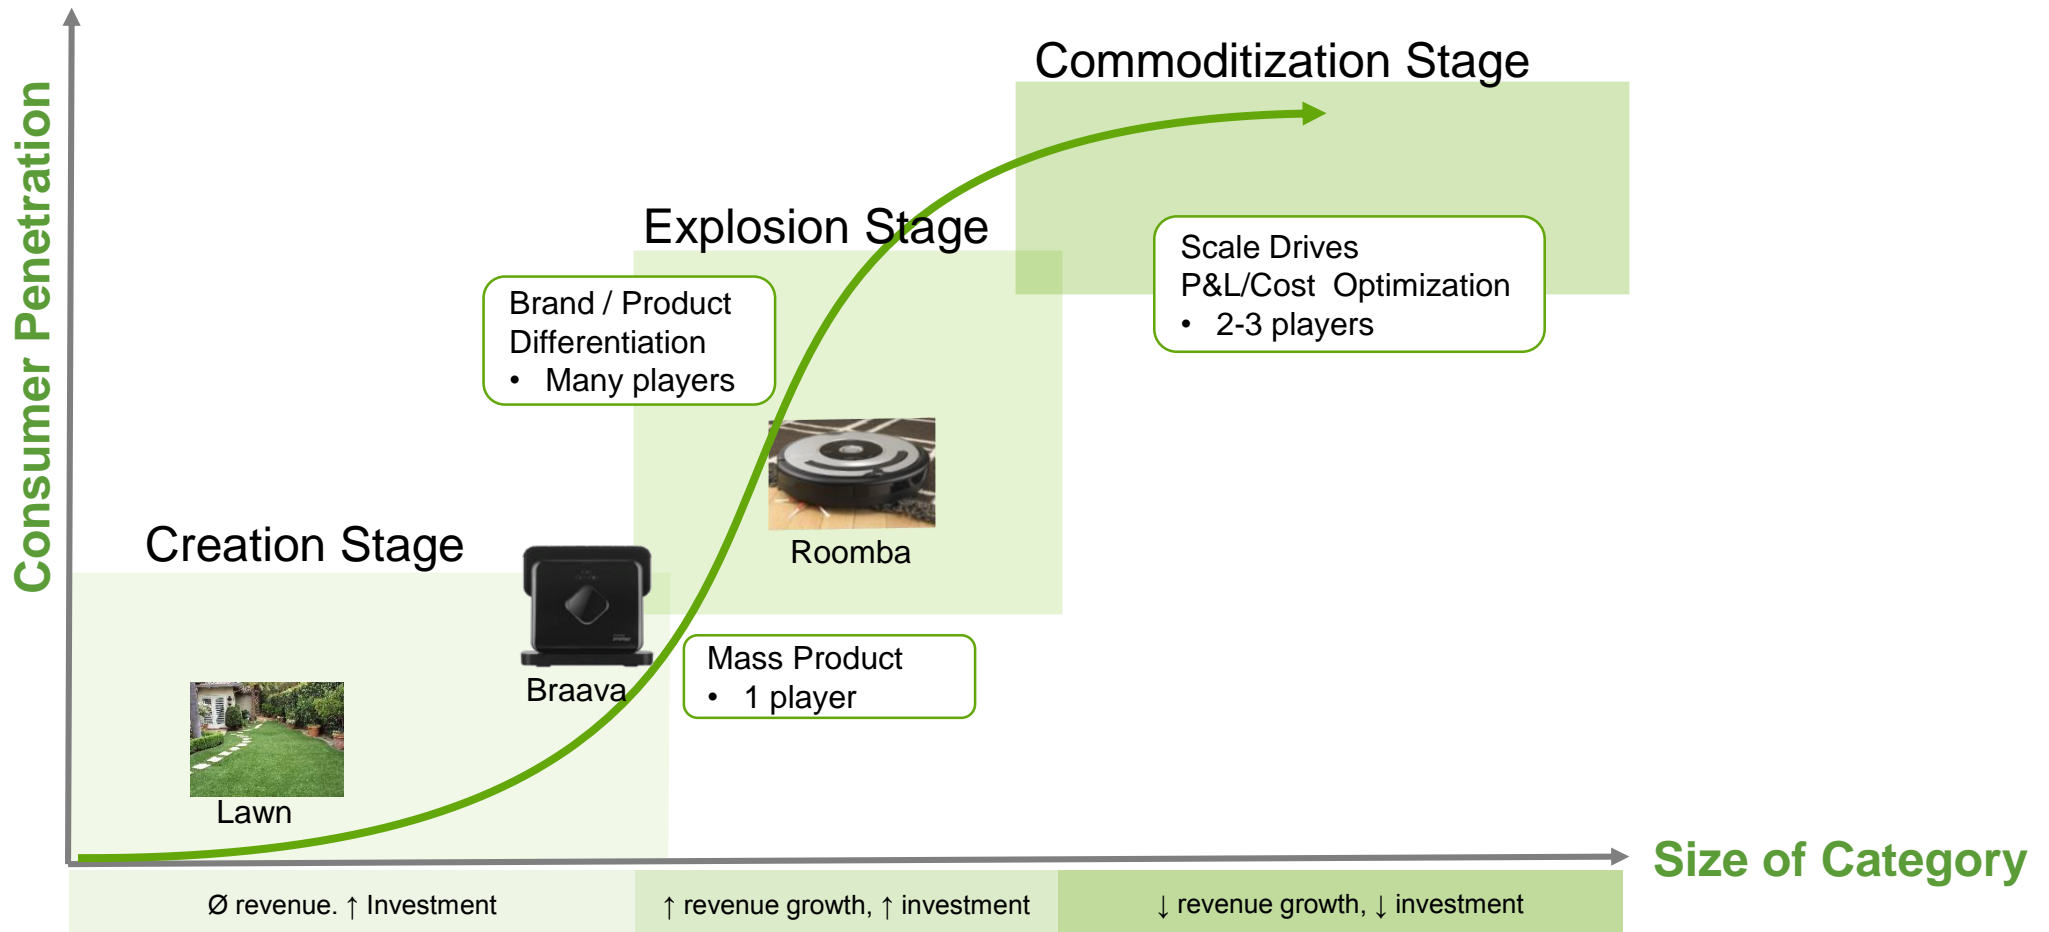 Commoditization Stage
Consumer Penetration
Explosion Stage
Scale Drives
P&L/Cost  Optimization
• 2-3 players
Brand / Product
Differentiation
• Many players
Creation Stage
Roomba
Mass Product
• 1 player
Braava
Lawn
Size of Category
Ø revenue. ↑ Investment
↑ revenue growth, ↑ investment
↓ revenue growth, ↓ investment